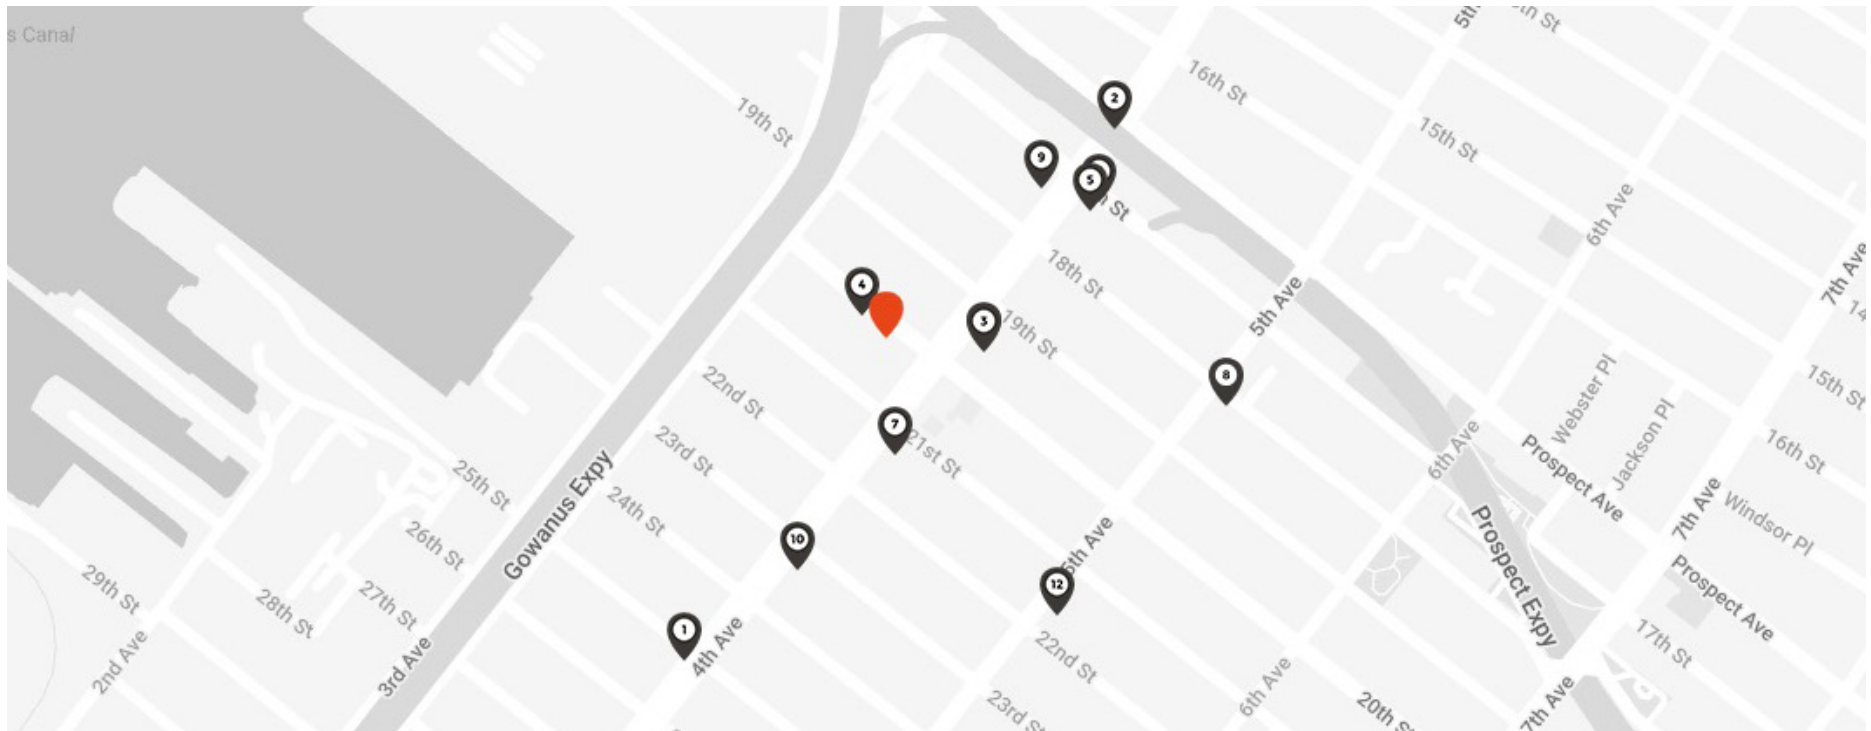 s Canal
19th St
16th St
15th St
6th Ave
7th Ave
2
9
5
St
18th St
5th Ave
4
3
19th St
8
22nd St
7
21st St
Webster Pl
Jackson Pl
15th St
16th St
23rd St
6th Ave
Prospect Ave
25th St
24th St
Gowanus Expy
7th Ave
Windsor Pl
26th St
10
5th Ave
Prospect Expy
12
29th St
28th St
27th St
Prospect Ave
1
4th Ave
22nd St
17th St
2nd Ave
3rd Ave
6th Ave
23rd St
20th S
7th Ave